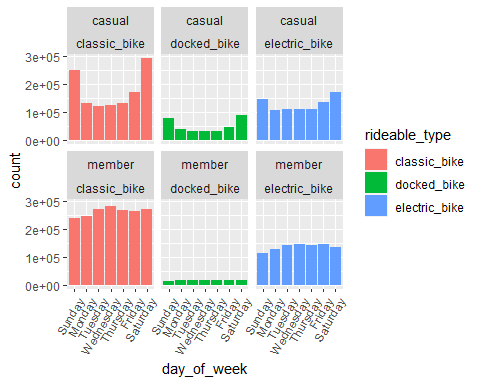 casual casual casual
classic_bike docked_bike electric_bike
3e+05
2e+05
1e+05
0e+00
member member member
classic_bike docked_bike electric_bike
3e+05
2e+05
1e+05
0e+00
count
Sunday Monday Tuesday Wednesday Thursday Friday Saturday Sunday Monday Tuesday Wednesday Thursday Friday Saturday Sunday Monday Tuesday Wednesday Thursday Friday Saturday
day_of_week
rideable_type
classic_bike
docked_bike
electric_bike